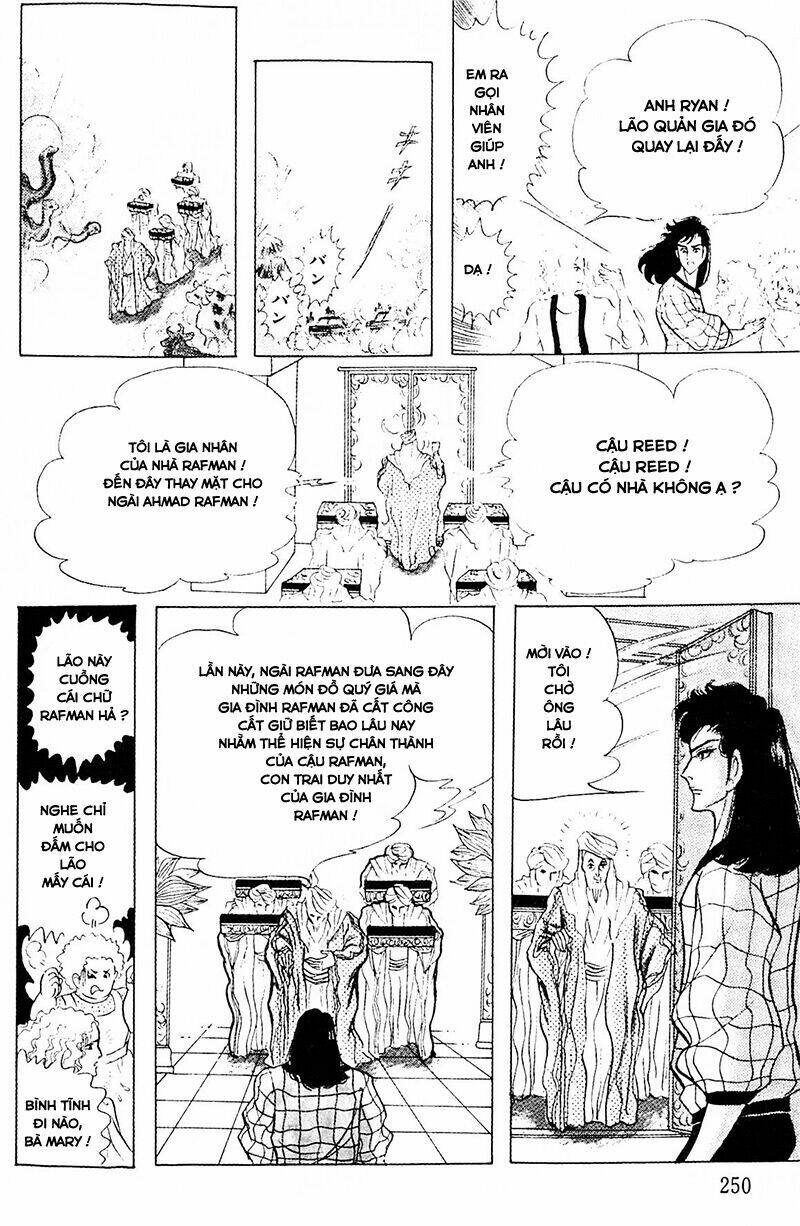 ANH RYAN !
LÃO QUẢN GIA ĐÓ
QUAY LẠI ĐẤY !
EM RA
GỌI
NHÂN
VIÊN
GIÚP
ANH !
DẠ !
バン
バン
CẬU REED !
CẬU REED !
CẬU CÓ NHÀ KHÔNG Ạ ?
TÔI LÀ GIA NHÂN
CỦA NHÀ RAFMAN !
ĐẾN ĐÂY THAY MẶT CHO
NGÀI AHMAD RAFMAN !
MỜI VÀO !
TÔI
CHỜ
ÔNG
LÂU
RỒI !
LẦN NÀY, NGÀI RAFMAN ĐƯA SANG ĐÂY
NHỮNG MÓN ĐỒ QUÝ GIÁ MÀ
GIA ĐÌNH RAFMAN ĐÃ CẤT CÔNG
CẤT GIỮ BIẾT BAO LÂU NAY
NHẰM THỂ HIỆN SỰ CHÂN THÀNH
CỦA CẬU RAFMAN,
CON TRAI DUY NHẤT
CỦA GIA ĐÌNH
RAFMAN !
LÃO NÀY
CUỒNG
CÁI CHỮ
RAFMAN HẢ ?
NGHE CHỈ
MUỐN
ĐẤM CHO
LÃO
MẤY CÁI !
BÌNH TĨNH
ĐI NÀO,
BÀ MARY !
250